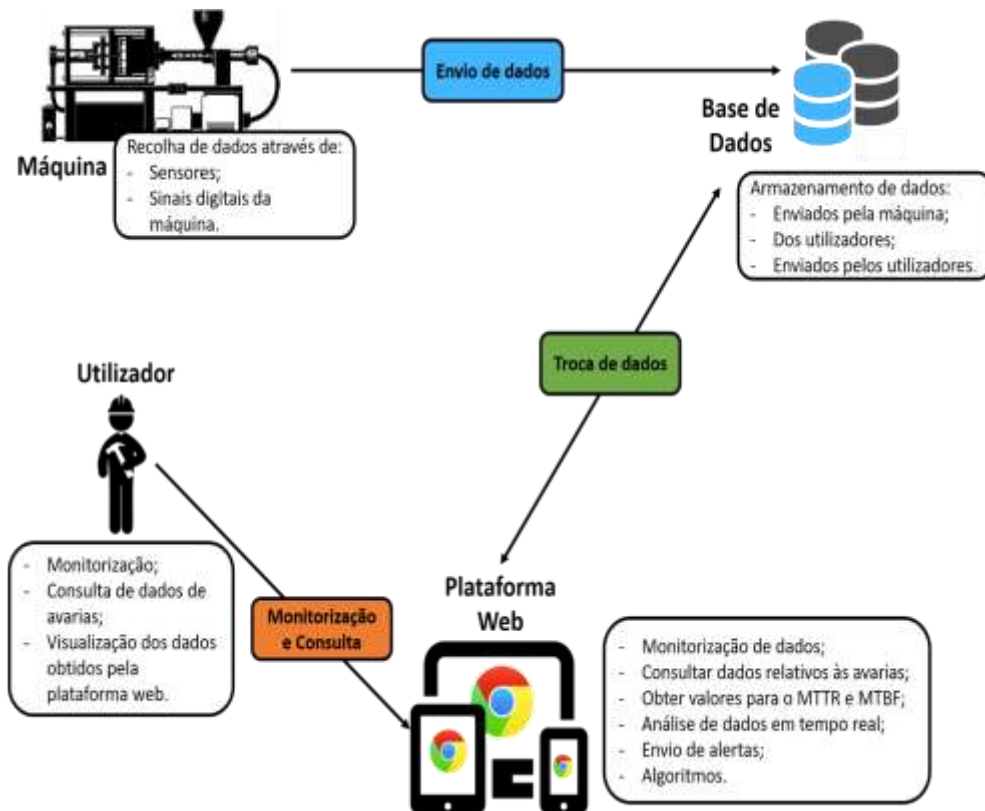 Envio de dados
Base de
Dados
Máquina
Recolha de dados através de:
- Sensores;
- Sinais digitais da
máquina.
Armazenamento de dados:
- Enviados pela máquina;
- Dos utilizadores;
- Enviados pelos utilizadores.
Troca de dados
Utilizador
- Monitorização;
- Consulta de dados de
avarias;
- Visualização dos dados
obtidos pela
plataforma web.
Monitorização
e Consulta
Plataforma
Web
- Monitorização de dados;
- Consultar dados relativos às avarias;
- Obter valores para o MTTR e MTBF;
- Análise de dados em tempo real;
- Envio de alertas;
- Algoritmos.